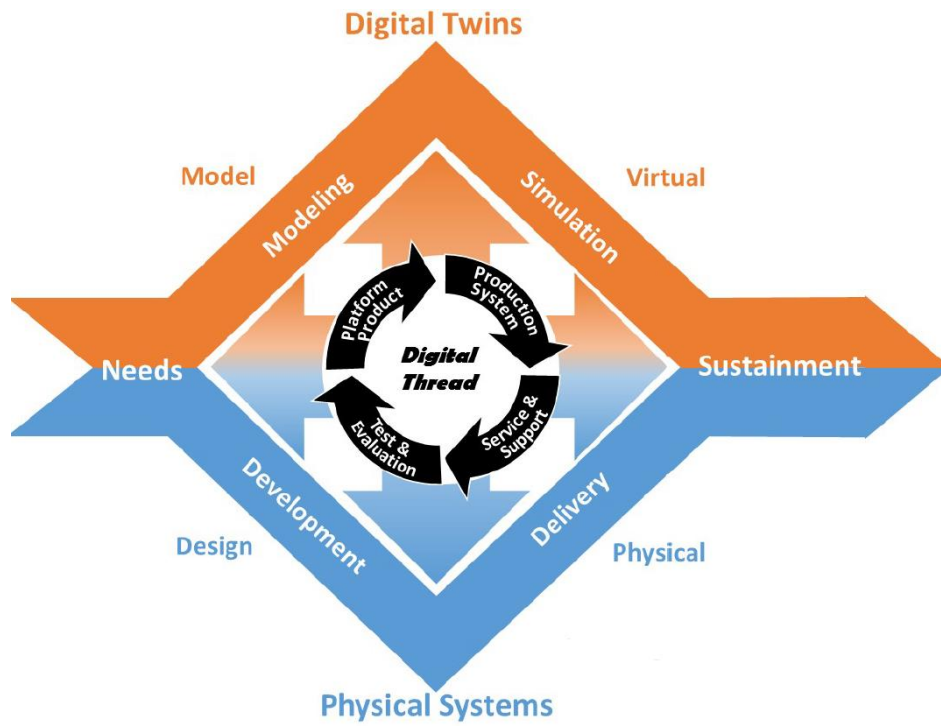 Digital Twins
Model
Virtual
Modeling
Simulation
Platform
Product
Production
System
Digital
Thread
Needs
Sustainment
Test &
Evaluation
Service &
Support
Development
Delivery
Design
Physical
Physical Systems